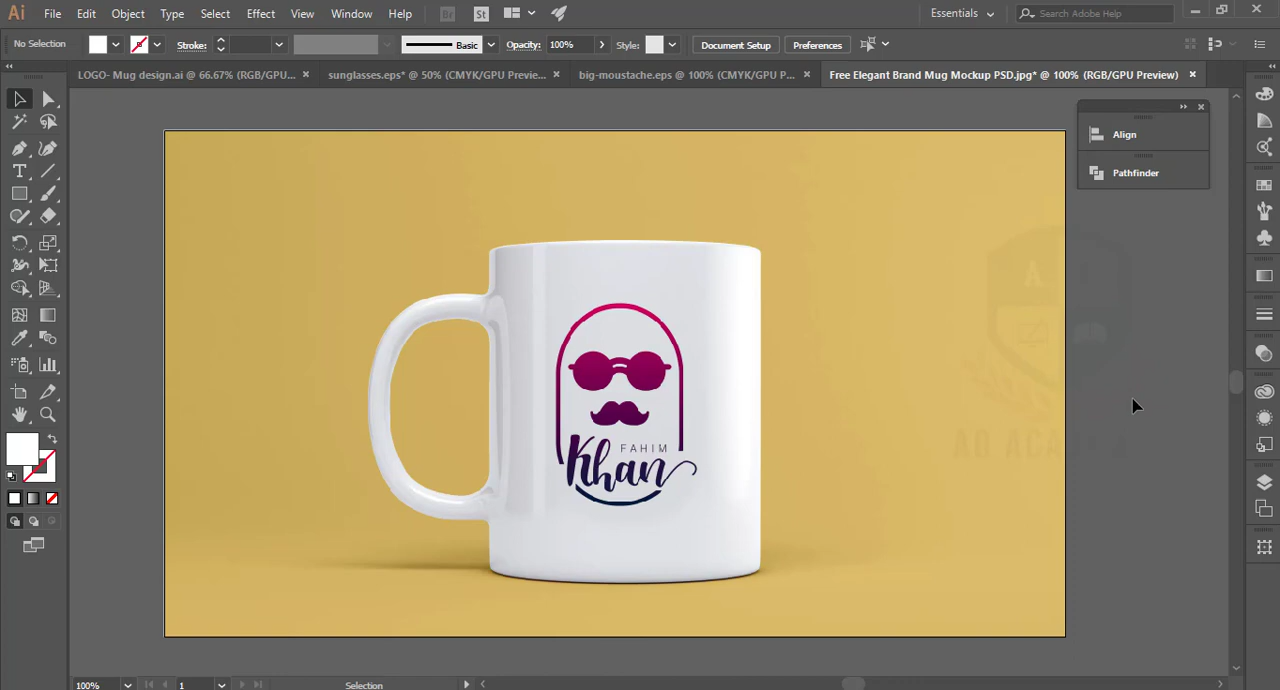 Ai File Edit Object Type Select Effect View Window Help Br St Essentials Search Adobe Help
No Selection Stroke: Basic Opacity: 100% Style: Document Setup Preferences
LOGO- Mug design.ai @ 66.67% (RGB/GPU... × sunglasses.eps* @ 50% (CMYK/GPU Previe... × big-moustache.eps @ 100% (CMYK/GPU P... × Free Elegant Brand Mug Mockup PSD.jpg* @ 100% (RGB/GPU Preview) ×
Align
Pathfinder
FAHIM
Khan
100% 1 Selection